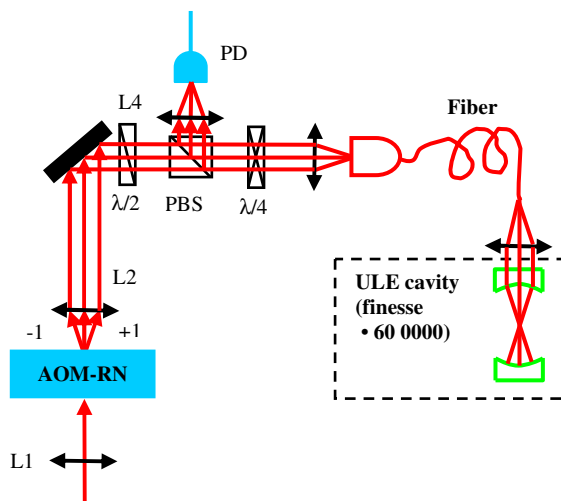 PD
L4
Fiber
λ/2
PBS
λ/4
L2
ULE cavity
(finesse
• 60 0000)
-1
+1
AOM-RN
L1